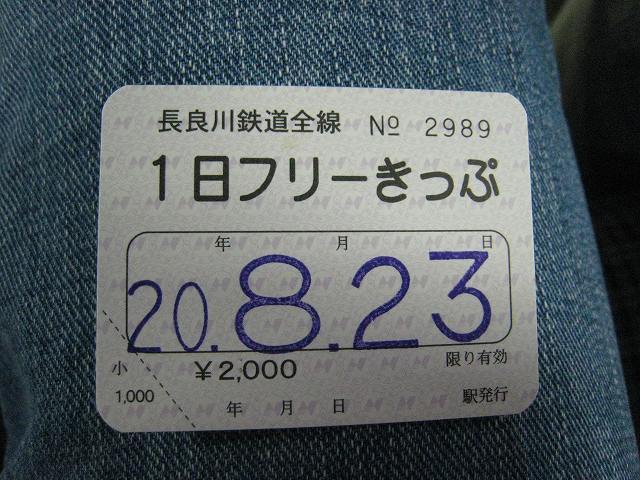 長良川鉄道全線 No 2989
1日フリーきっぷ
年 月 日
20.8.23
小 ¥2,000 限り有効
1,000 年 月 日 駅発行